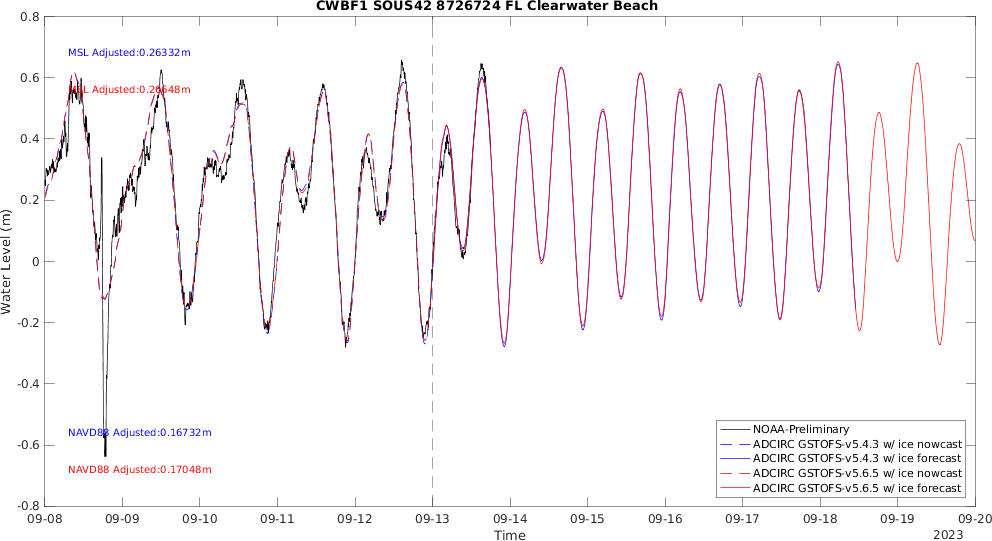 CWBF1 SOUS42 8726724 FL Clearwater Beach
0.8
0.6
0.4
0.2
0
-0.2
-0.4
-0.6
-0.8
Water Level (m)
MSL Adjusted:0.26332m
MSL Adjusted:0.26648m
NAVD88 Adjusted:0.16732m
NAVD88 Adjusted:0.17048m
NOAA-Preliminary
ADCIRC GSTOFS-v5.4.3 w/ ice nowcast
ADCIRC GSTOFS-v5.4.3 w/ ice forecast
ADCIRC GSTOFS-v5.6.5 w/ ice nowcast
ADCIRC GSTOFS-v5.6.5 w/ ice forecast
09-08 09-09 09-10 09-11 09-12 09-13 09-14 09-15 09-16 09-17 09-18 09-19 09-20
Time
2023